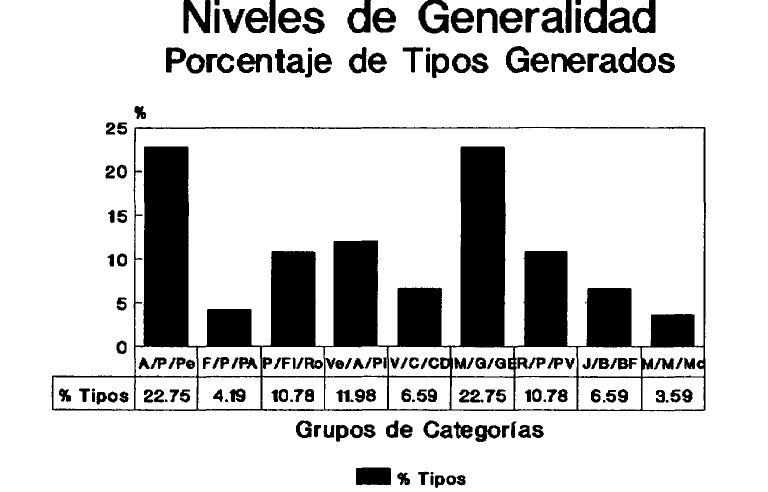 Niveles de Generalidad
Porcentaje de Tipos Generados
%
25
20
15
10
5
0
A/P/Pe F/P/PA P/Fl/Ro Ve/A/Pl V/C/CD IM/G/GE R/P/PV J/B/BF M/M/Mc
% Tipos 22.75 4.19 10.78 11.98 6.59 22.75 10.78 6.59 3.59
Grupos de Categorías
% Tipos